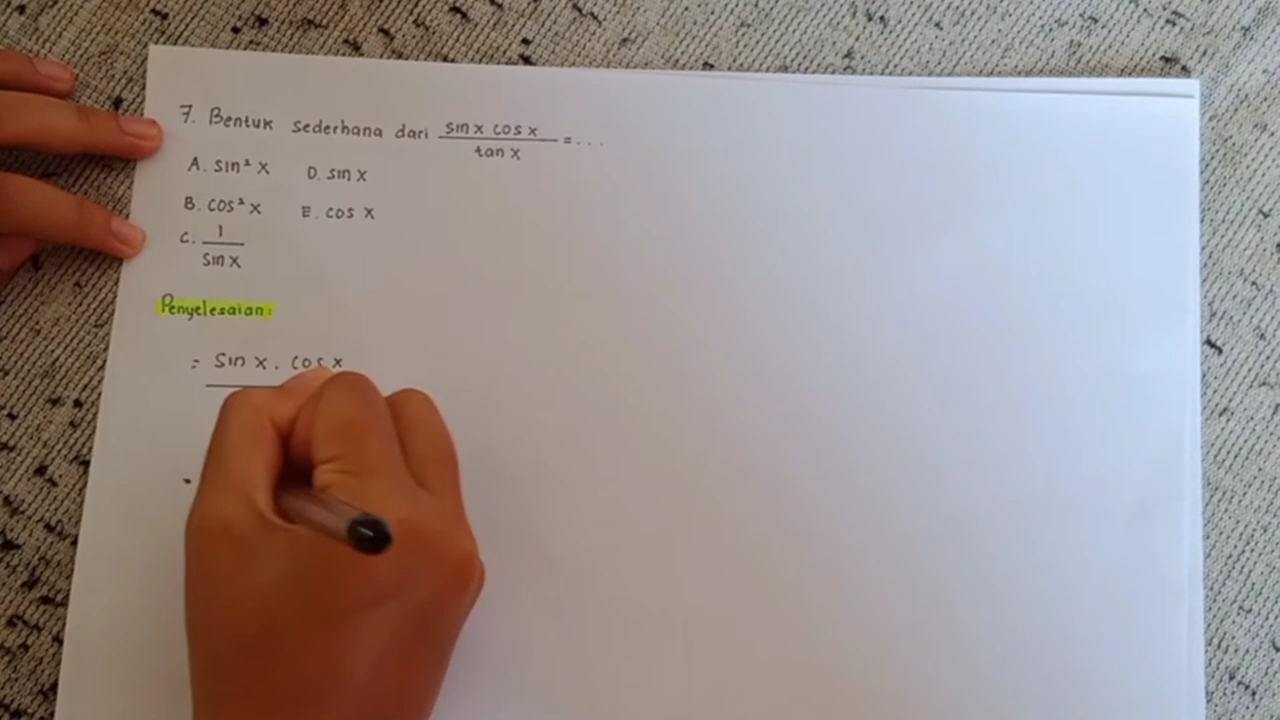 7. Bentuk sederhana dari sin x cos x / tan x = ...
A. sin² x D. sin x
B. cos² x E. cos x
C. 1 / sin x
Penyelesaian:
= sin x . cos x